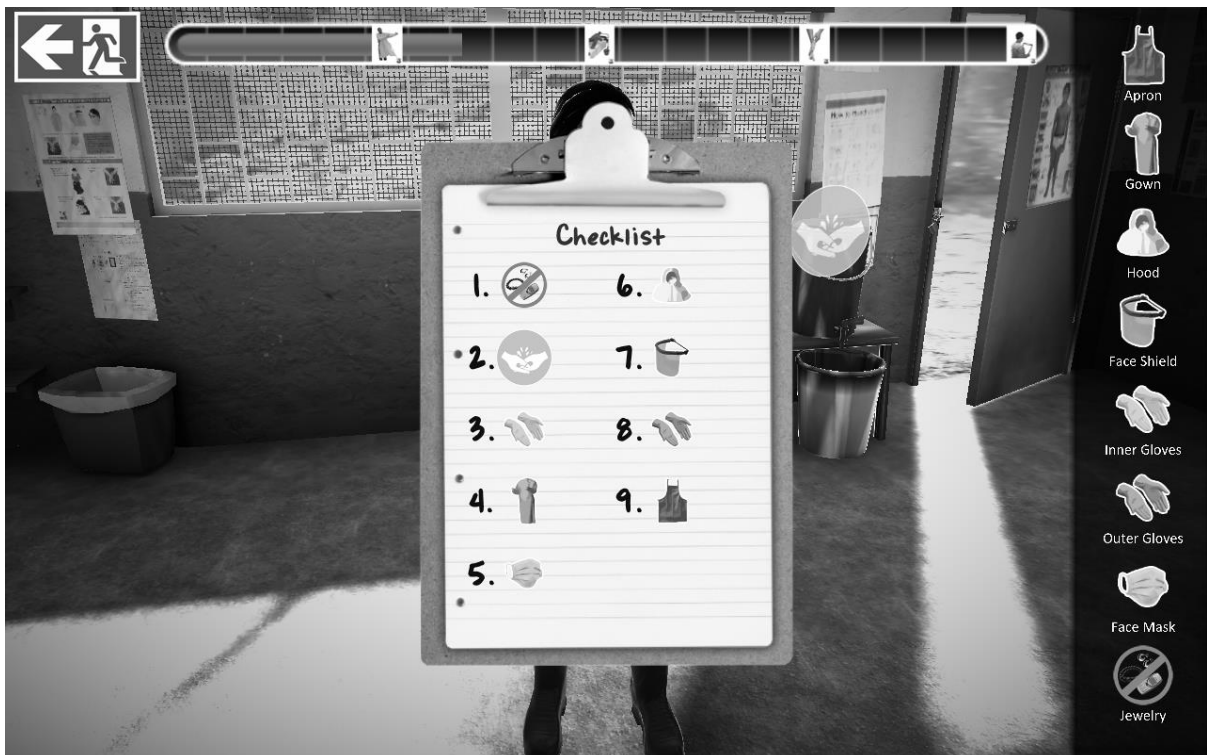 Checklist
1.
2.
3.
4.
5.
6.
7.
8.
9.
Apron
Gown
Hood
Face Shield
Inner Gloves
Outer Gloves
Face Mask
Jewelry